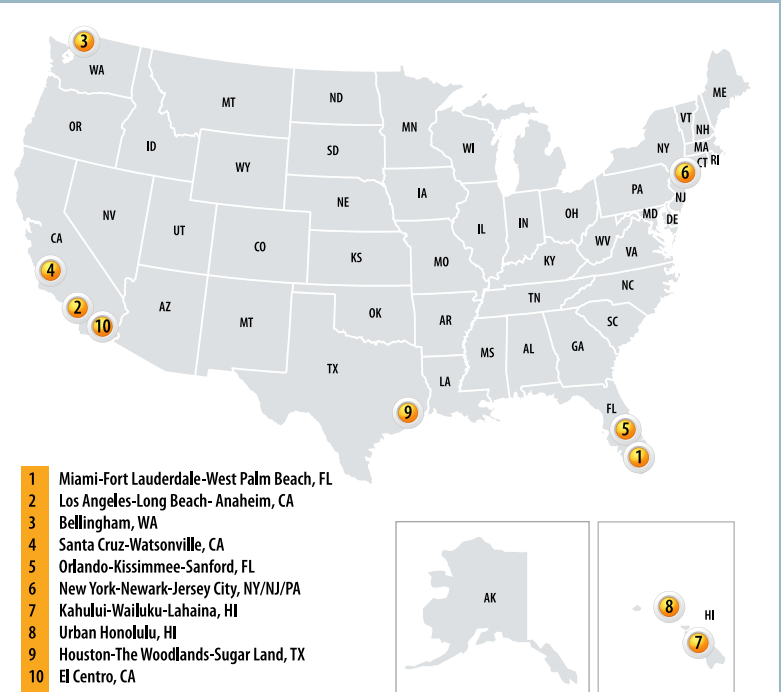 3
WA
MT
ND
MN
ME
VT
NH
OR
ID
SD
WI
NY
MA
CT
RI
6
WY
IA
PA
NJ
NE
OH
MD
DE
NV
IL
IN
UT
CO
WV
VA
CA
KS
MO
KY
4
NC
TN
AZ
2
OK
AR
SC
10
MT
GA
MS
AL
TX
LA
9
FL
5
1
1 Miami-Fort Lauderdale-West Palm Beach, FL
2 Los Angeles-Long Beach- Anaheim, CA
3 Bellingham, WA
4 Santa Cruz-Watsonville, CA
5 Orlando-Kissimmee-Sanford, FL
6 New York-Newark-Jersey City, NY/NJ/PA
7 Kahului-Wailuku-Lahaina, HI
8 Urban Honolulu, HI
9 Houston-The Woodlands-Sugar Land, TX
10 El Centro, CA
AK
8
HI
7